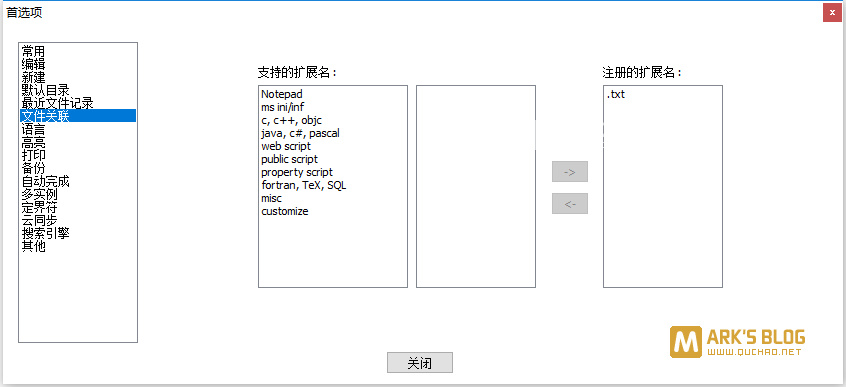 首选项
x
常用
编辑
新建
默认目录
最近文件记录
文件关联
语言
高亮
打印
备份
自动完成
多实例
定界符
云同步
搜索引擎
其他
支持的扩展名:
Notepad
ms ini/inf
c, c++, objc
java, c#, pascal
web script
public script
property script
fortran, TeX, SQL
misc
customize
->
<-
注册的扩展名:
.txt
关闭
M ARK'S BLOG
WWW.QUCHAO.NET